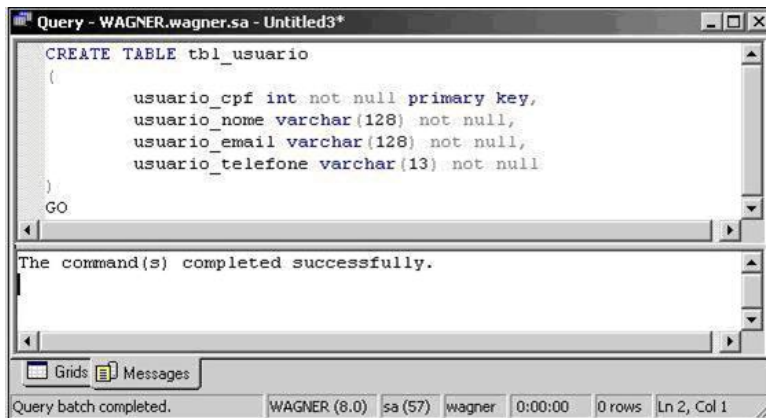 Query - WAGNER.wagner.sa - Untitled3*
CREATE TABLE tbl_usuario
(
usuario_cpf int not null primary key,
usuario_nome varchar(128) not null,
usuario_email varchar(128) not null,
usuario_telefone varchar(13) not null
)
GO
The command(s) completed successfully.
Grids Messages
Query batch completed. WAGNER (8.0) sa (57) wagner 0:00:00 0 rows Ln 2, Col 1